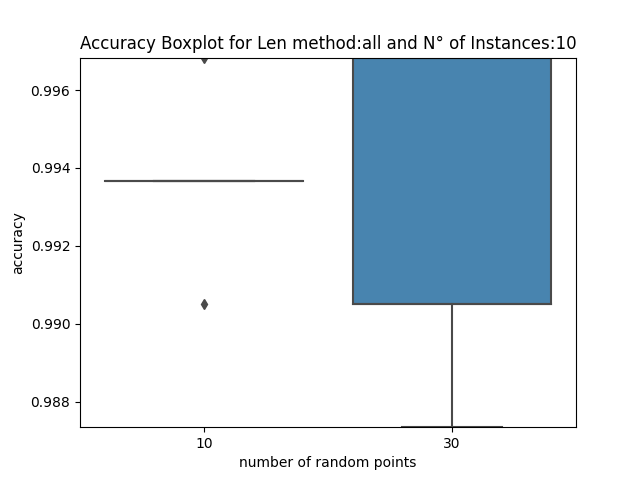 Accuracy Boxplot for Len method:all and N° of Instances:10
0.996
0.994
0.992
0.990
0.988
accuracy
10 30
number of random points